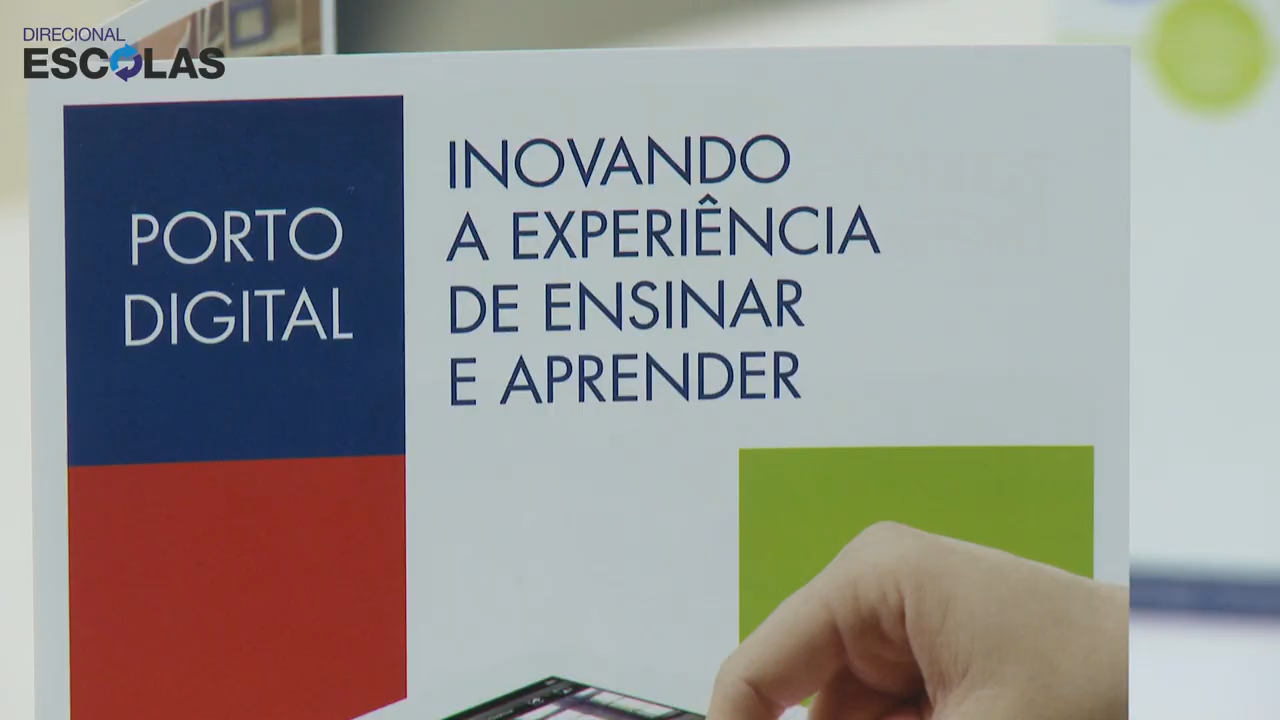 DIRECIONAL
ESCOLAS
PORTO
DIGITAL
INOVANDO
A EXPERIÊNCIA
DE ENSINAR
E APRENDER